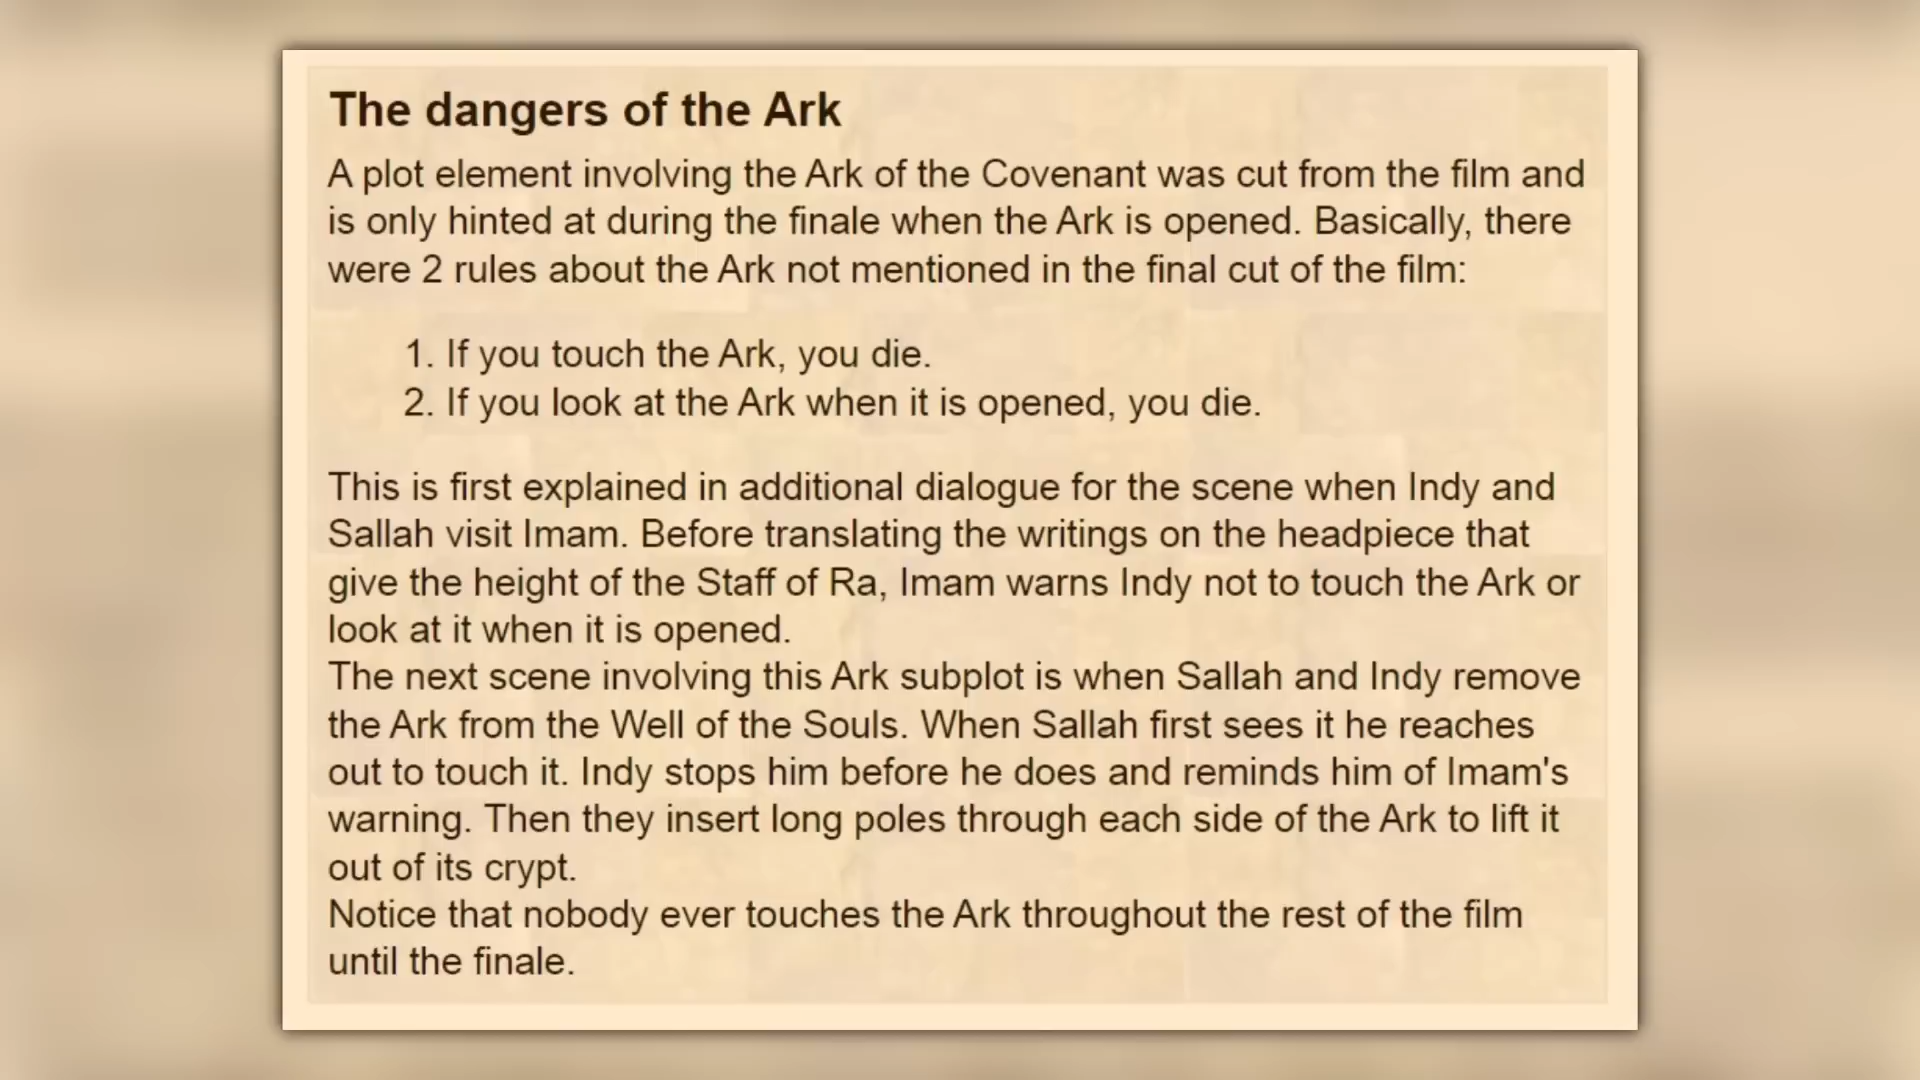 The dangers of the Ark
A plot element involving the Ark of the Covenant was cut from the film and
is only hinted at during the finale when the Ark is opened. Basically, there
were 2 rules about the Ark not mentioned in the final cut of the film:
1. If you touch the Ark, you die.
2. If you look at the Ark when it is opened, you die.
This is first explained in additional dialogue for the scene when Indy and
Sallah visit Imam. Before translating the writings on the headpiece that
give the height of the Staff of Ra, Imam warns Indy not to touch the Ark or
look at it when it is opened.
The next scene involving this Ark subplot is when Sallah and Indy remove
the Ark from the Well of the Souls. When Sallah first sees it he reaches
out to touch it. Indy stops him before he does and reminds him of Imam's
warning. Then they insert long poles through each side of the Ark to lift it
out of its crypt.
Notice that nobody ever touches the Ark throughout the rest of the film
until the finale.